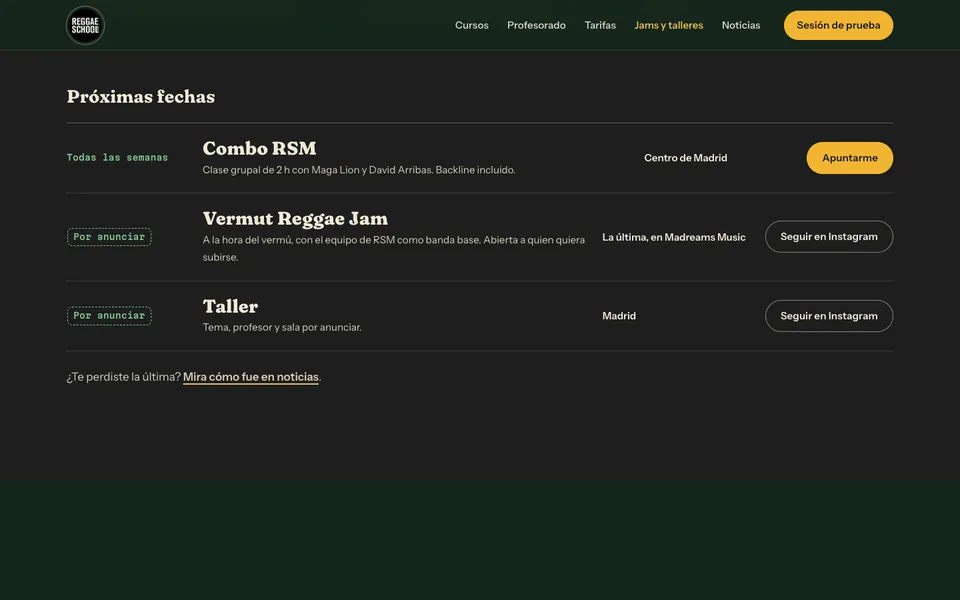 REGGAE
SCHOOL
Cursos Profesorado Tarifas Jams y talleres Noticias Sesión de prueba
Próximas fechas
Todas las semanas
Combo RSM
Clase grupal de 2 h con Maga Lion y David Arribas. Backline incluido.
Centro de Madrid
Apuntarme
Por anunciar
Vermut Reggae Jam
A la hora del vermú, con el equipo de RSM como banda base. Abierta a quien quiera
subirse.
La última, en Madreams Music
Seguir en Instagram
Por anunciar
Taller
Tema, profesor y sala por anunciar.
Madrid
Seguir en Instagram
¿Te perdiste la última? Mira cómo fue en noticias.